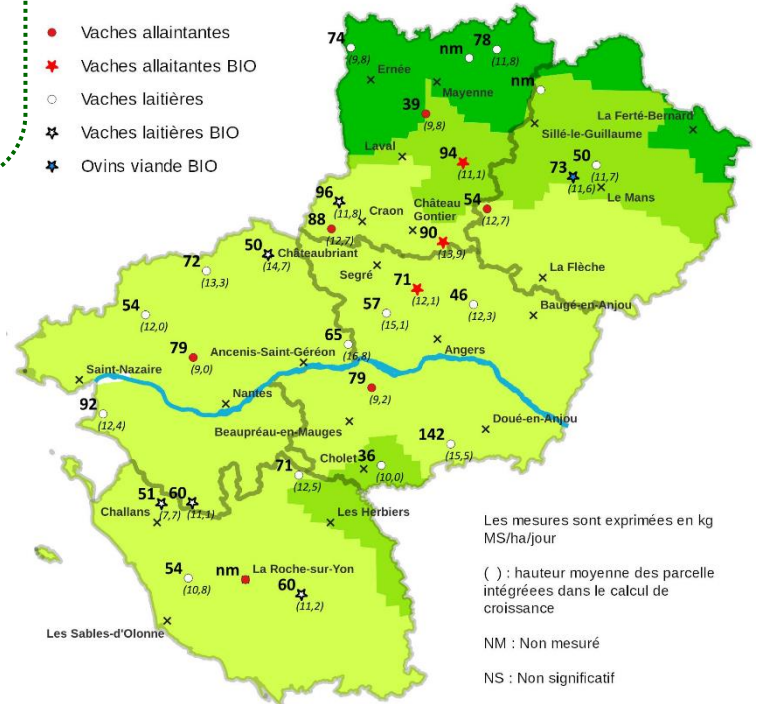 Vaches allaintantes
Vaches allaitantes BIO
Vaches laitières
Vaches laitières BIO
Ovins viande BIO
74
(9,8)
nm
78
(11,8)
Ernée
Mayenne
nm
39
(9,8)
La Ferté-Bernard
Sillé-le-Guillaume
Laval
94
(11,1)
50
(11,7)
73
(11,6)
Le Mans
96
(11,8)
Craon
Château
Gontier
54
(12,7)
88
(12,7)
90
(13,9)
50
(14,7)
Châteaubriant
Segré
La Flèche
72
(13,3)
71
(12,1)
54
(12,0)
57
(15,1)
46
(12,3)
Baugé-en-Anjou
65
(16,8)
Angers
79
(9,0)
Ancenis-Saint-Géréon
Saint-Nazaire
79
(9,2)
Nantes
92
(12,4)
Beaupréau-en-Mauges
Doué-en-Anjou
142
(15,5)
Cholet
36
(10,0)
71
(12,5)
51
(7,7)
60
(11,1)
Challans
Les Herbiers
54
(10,8)
nm
La Roche-sur-Yon
60
(11,2)
Les Sables-d'Olonne
Les mesures sont exprimées en kg
MS/ha/jour
( ) : hauteur moyenne des parcelle
intégréees dans le calcul de
croissance
NM : Non mesuré
NS : Non significatif